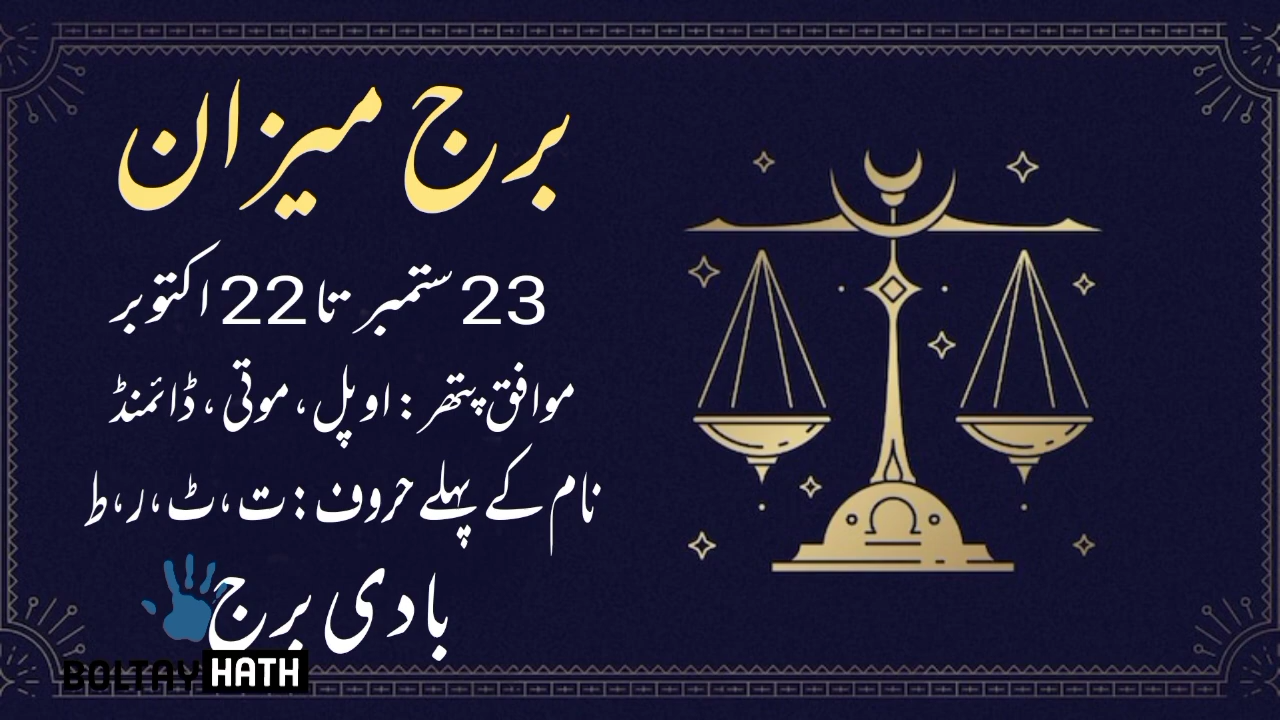 برج میزان
23 ستمبر تا 22 اکتوبر
موافق پتھر : اوپل، موتی، ڈائمنڈ
نام کے پہلے حروف : ت، ٹ، ر، ط
بادی برج
BOLTAY HATH